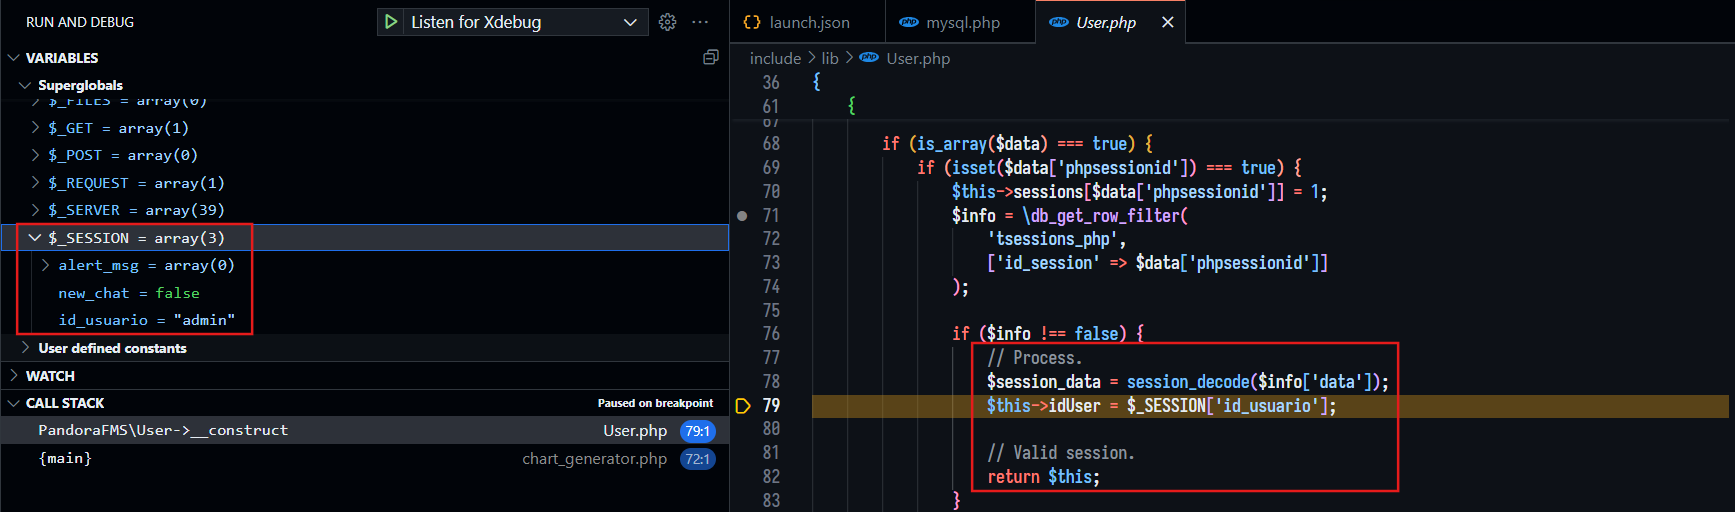 RUN AND DEBUG
Listen for Xdebug
VARIABLES
Superglobals
$_FILES = array(0)
$_GET = array(1)
$_POST = array(0)
$_REQUEST = array(1)
$_SERVER = array(39)
$_SESSION = array(3)
alert_msg = array(0)
new_chat = false
id_usuario = "admin"
User defined constants
WATCH
CALL STACK
Paused on breakpoint
PandoraFMS\User->__construct
User.php 79:1
{main}
chart_generator.php 72:1
{} launch.json
php mysql.php
php User.php
include > lib > php User.php
36 {
61 {
67
68 if (is_array($data) === true) {
69 if (isset($data['phpsessionid']) === true) {
70 $this->sessions[$data['phpsessionid']] = 1;
71 $info = \db_get_row_filter(
72 'tsessions_php',
73 ['id_session' => $data['phpsessionid']]
74 );
75
76 if ($info !== false) {
77 // Process.
78 $session_data = session_decode($info['data']);
79 $this->idUser = $_SESSION['id_usuario'];
80
81 // Valid session.
82 return $this;
83 }